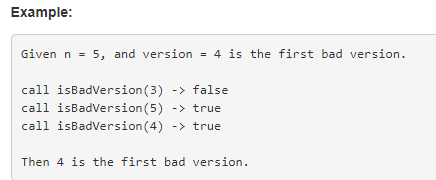 Example:
Given n = 5, and version = 4 is the first bad version.
call isBadVersion(3) -> false
call isBadVersion(5) -> true
call isBadVersion(4) -> true
Then 4 is the first bad version.